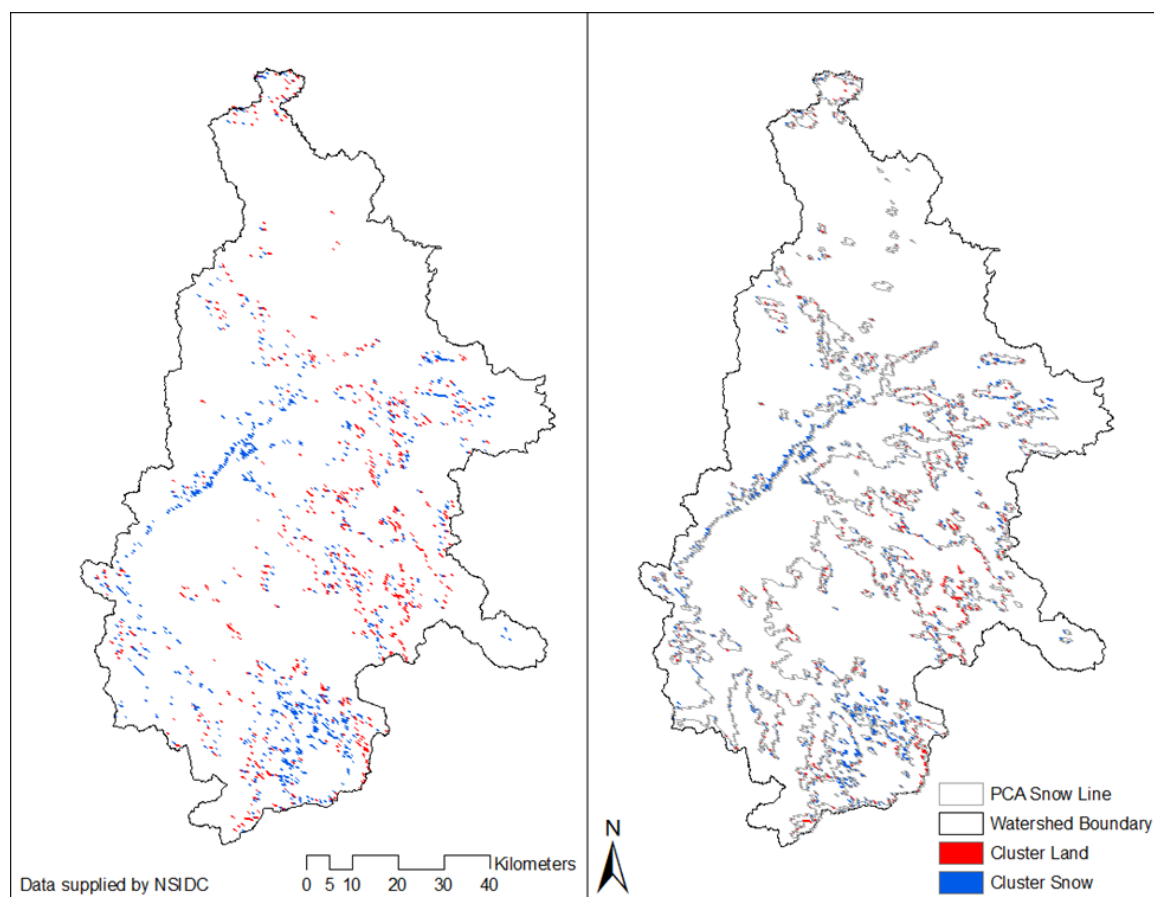 Kilometers
0 5 10 20 30 40
Data supplied by NSIDC
N
PCA Snow Line
Watershed Boundary
Cluster Land
Cluster Snow